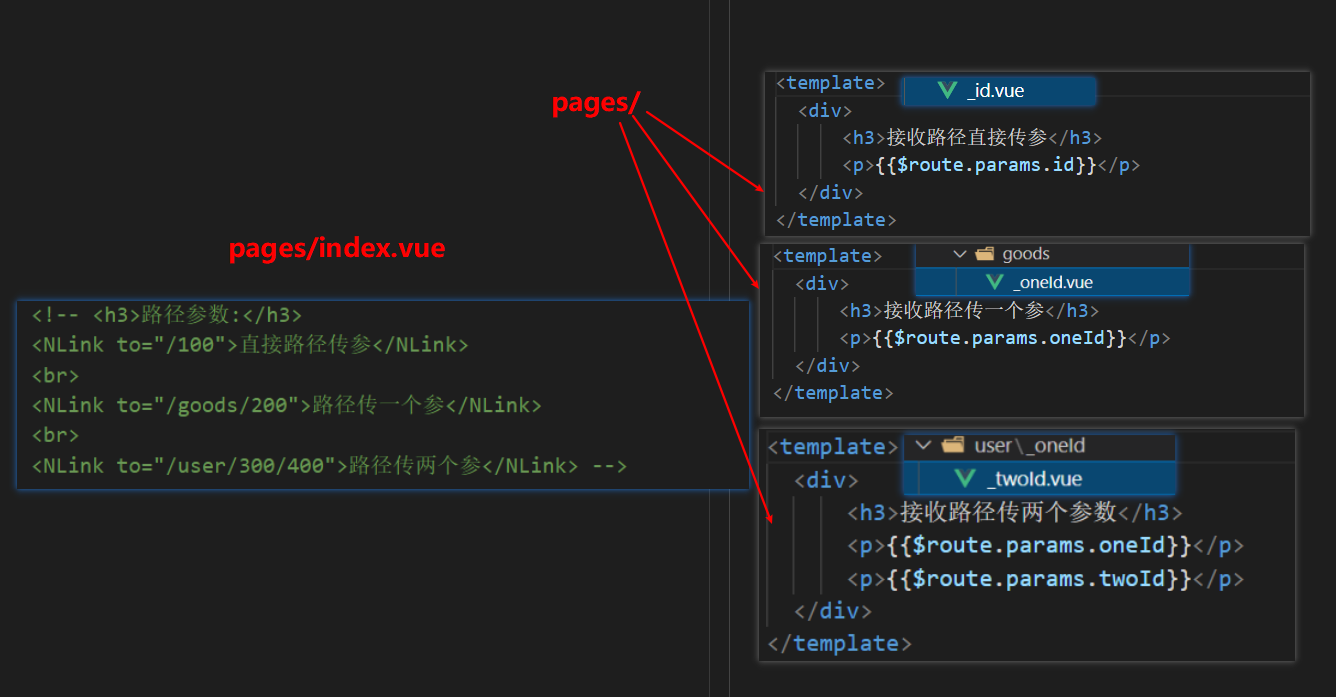 pages/
pages/index.vue
<!-- <h3>路径参数:</h3>
<NLink to="/100">直接路径传参</NLink>
<br>
<NLink to="/goods/200">路径传一个参</NLink>
<br>
<NLink to="/user/300/400">路径传两个参</NLink> -->
<template>
_id.vue
<div>
<h3>接收路径直接传参</h3>
<p>{{$route.params.id}}</p>
</div>
</template>
<template>
goods
_oneId.vue
<div>
<h3>接收路径传一个参</h3>
<p>{{$route.params.oneId}}</p>
</div>
</template>
<template>
user\_oneId
_twoId.vue
<div>
<h3>接收路径传两个参数</h3>
<p>{{$route.params.oneId}}</p>
<p>{{$route.params.twoId}}</p>
</div>
</template>